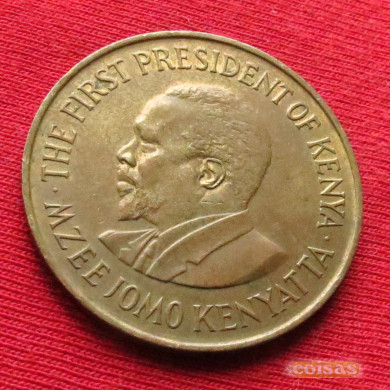 · THE FIRST PRESIDENT OF KENYA ·
MZEE JOMO KENYATTA
coisas